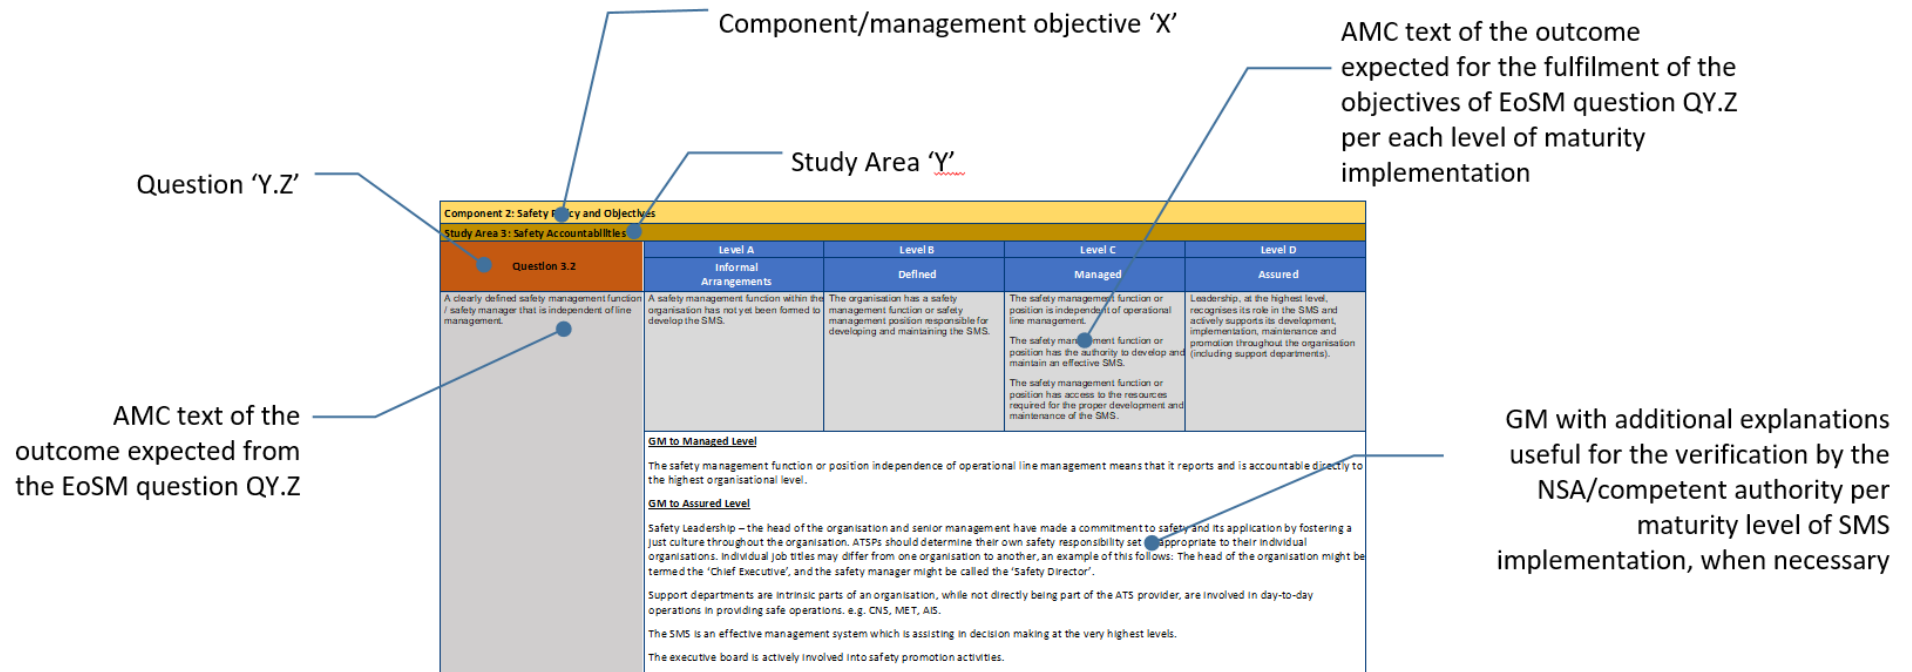 Component/management objective ‘X’
AMC text of the outcome
expected for the fulfilment of the
objectives of EoSM question QY.Z
per each level of maturity
implementation
Study Area ‘Y’
Question ‘Y.Z’
Component 2: Safety Policy and Objectives
Study Area 3: Safety Accountabilities
Question 3.2
Level A
Level B
Level C
Level D
Informal
Arrangements
Defined
Managed
Assured
A clearly defined safety management function
/ safety manager that is independent of line
management.
A safety management function within the
organisation has not yet been formed to
develop the SMS.
The organisation has a safety
management function or safety
management position responsible for
developing and maintaining the SMS.
The safety management function or
position is independent of operational
line management.
The safety management function or
position has the authority to develop and
maintain an effective SMS.
The safety management function or
position has access to the resources
required for the proper development and
maintenance of the SMS.
Leadership, at the highest level,
recognises its role in the SMS and
actively supports its development,
implementation, maintenance and
promotion throughout the organisation
(including support departments).
AMC text of the
outcome expected from
the EoSM question QY.Z
GM to Managed Level
The safety management function or position independence of operational line management means that it reports and is accountable directly to
the highest organisational level.
GM to Assured Level
Safety Leadership – the head of the organisation and senior management have made a commitment to safety and its application by fostering a
just culture throughout the organisation. ATSPs should determine their own safety responsibility set appropriate to their individual
organisations. Individual job titles may differ from one organisation to another, an example of this follows: The head of the organisation might be
termed the ‘Chief Executive’, and the safety manager might be called the ‘Safety Director’.
Support departments are intrinsic parts of an organisation, while not directly being part of the ATS provider, are involved in day-to-day
operations in providing safe operations. e.g. CNS, MET, AIS.
The SMS is an effective management system which is assisting in decision making at the very highest levels.
The executive board is actively involved into safety promotion activities.
GM with additional explanations
useful for the verification by the
NSA/competent authority per
maturity level of SMS
implementation, when necessary